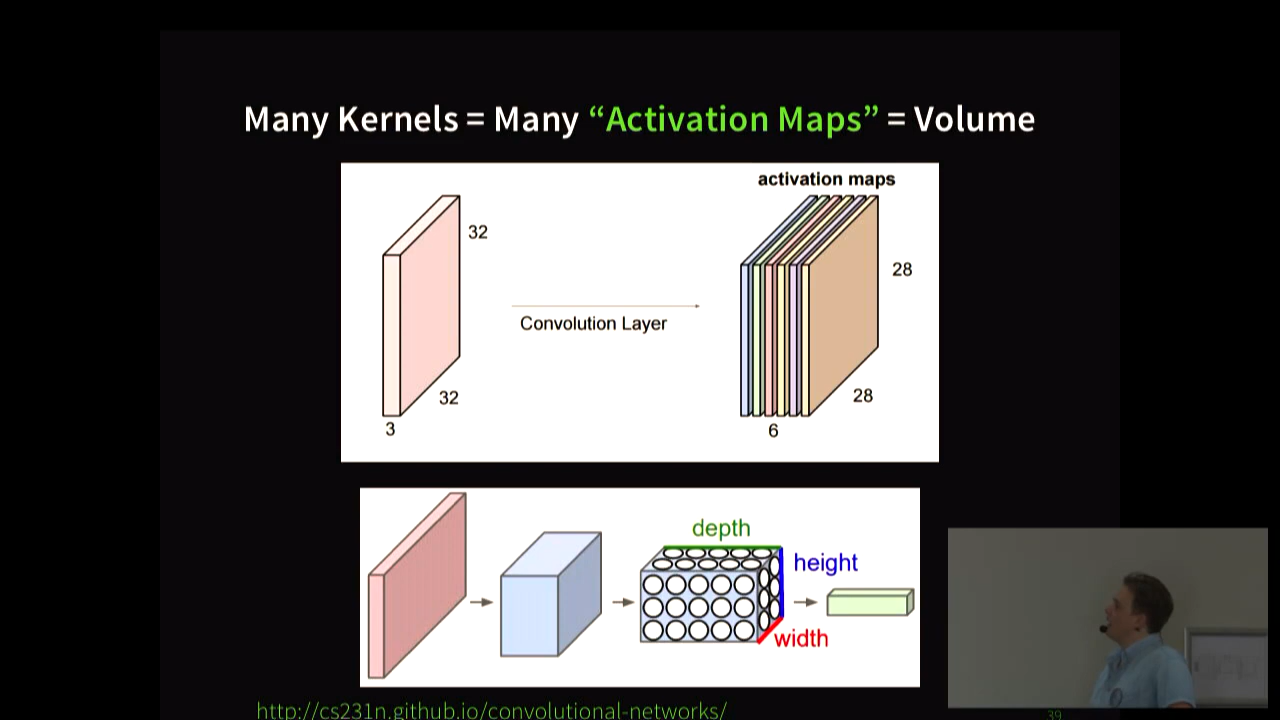 Many Kernels = Many “Activation Maps” = Volume
activation maps
32
28
Convolution Layer
32
28
3
6
depth
height
width
http://cs231n.github.io/convolutional-networks/
39